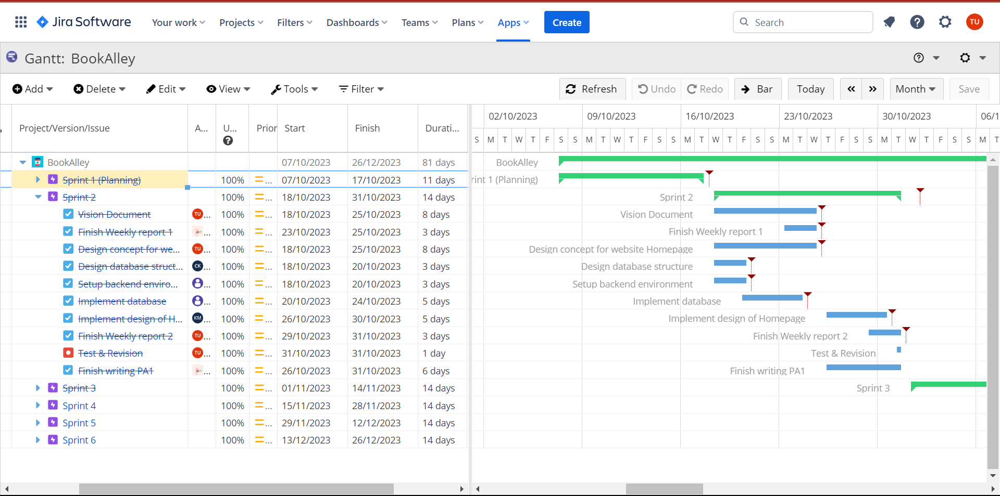 Jira Software Your work Projects Filters Dashboards Teams Plans Apps Create Search TU
Gantt: BookAlley
Add Delete Edit View Tools Filter Refresh Undo Redo Bar Today « » Month Save
Project/Version/Issue A... U... Prior Start Finish Durati... 02/10/2023 09/10/2023 16/10/2023 23/10/2023 30/10/2023 06/1
S M T W T F S S M T W T F S S M T W T F S S M T W T F S S M T W T F S S M T
BookAlley 07/10/2023 26/12/2023 81 days BookAlley
Sprint 1 (Planning) 100% ... 07/10/2023 17/10/2023 11 days rint 1 (Planning)
Sprint 2 100% ... 18/10/2023 31/10/2023 14 days Sprint 2
Vision Document TU ... 100% ... 18/10/2023 25/10/2023 8 days Vision Document
Finish Weekly report 1 ... 100% ... 23/10/2023 25/10/2023 3 days Finish Weekly report 1
Design concept for we... TU ... 100% ... 18/10/2023 25/10/2023 8 days Design concept for website Homepage
Design database struct... CK ... 100% ... 18/10/2023 20/10/2023 3 days Design database structure
Setup backend enviro... ... 100% ... 18/10/2023 20/10/2023 3 days Setup backend environment
Implement database ... 100% ... 20/10/2023 24/10/2023 5 days Implement database
Implement design of H... KM ... 100% ... 26/10/2023 30/10/2023 5 days Implement design of Homepage
Finish Weekly report 2 TU ... 100% ... 29/10/2023 31/10/2023 3 days Finish Weekly report 2
Test & Revision TU ... 100% ... 31/10/2023 31/10/2023 1 day Test & Revision
Finish writing PA1 ... 100% ... 26/10/2023 31/10/2023 6 days Finish writing PA1
Sprint 3 100% ... 01/11/2023 14/11/2023 14 days Sprint 3
Sprint 4 100% ... 15/11/2023 28/11/2023 14 days
Sprint 5 100% ... 29/11/2023 12/12/2023 14 days
Sprint 6 100% ... 13/12/2023 26/12/2023 14 days